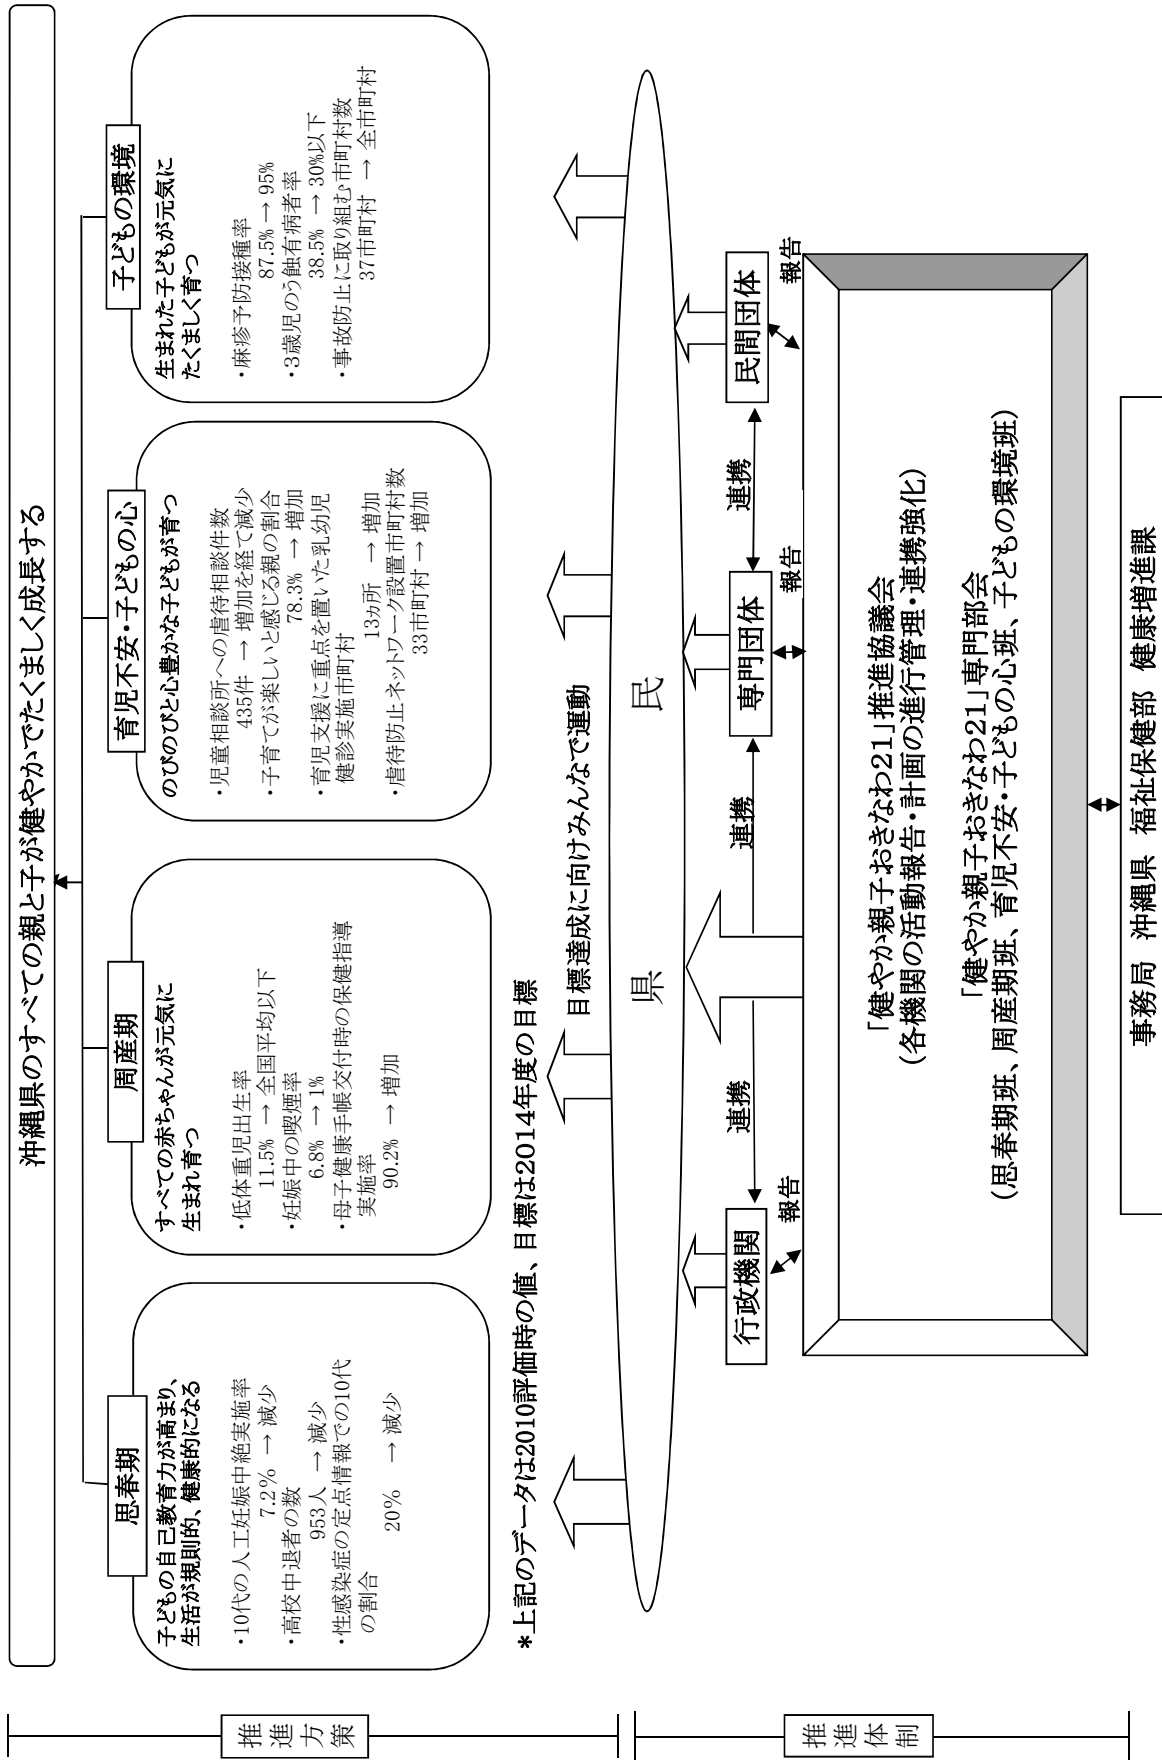 沖縄県のすべての親と子が健やかでたくましく成長する
推進方策
思春期
子どもの自己教育力が高まり、
生活が規則的、健康的になる
・10代の人工妊娠中絶実施率
7.2% → 減少
・高校中退者の数
953人 → 減少
・性感染症の定点情報での10代
の割合
20% → 減少
周産期
すべての赤ちゃんが元気に
生まれ育つ
・低体重児出生率
11.5% → 全国平均以下
・妊娠中の喫煙率
6.8% → 1%
・母子健康手帳交付時の保健指導
実施率
90.2% → 増加
育児不安・子どもの心
のびのびと心豊かな子どもが育つ
・児童相談所への虐待相談件数
435件 → 増加を経て減少
・子育てが楽しいと感じる親の割合
78.3% → 増加
・育児支援に重点を置いた乳幼児
健診実施市町村
13ヵ所 → 増加
・虐待防止ネットワーク設置市町村数
33市町村 → 増加
子どもの環境
生まれた子どもが元気に
たくましく育つ
・麻疹予防接種率
87.5% → 95%
・3歳児のう蝕有病者率
38.5% → 30%以下
・事故防止に取り組む市町村数
37市町村 → 全市町村
*上記のデータは2010評価時の値、目標は2014年度の目標
目標達成に向けみんなで運動
推進体制
県 民
行政機関
連携
連携
専門団体
連携
民間団体
報告
報告
報告
「健やか親子おきなわ21」推進協議会
(各機関の活動報告・計画の進行管理・連携強化)
「健やか親子おきなわ21」専門部会
(思春期班、周産期班、育児不安・子どもの心班、子どもの環境班)
事務局 沖縄県 福祉保健部 健康増進課